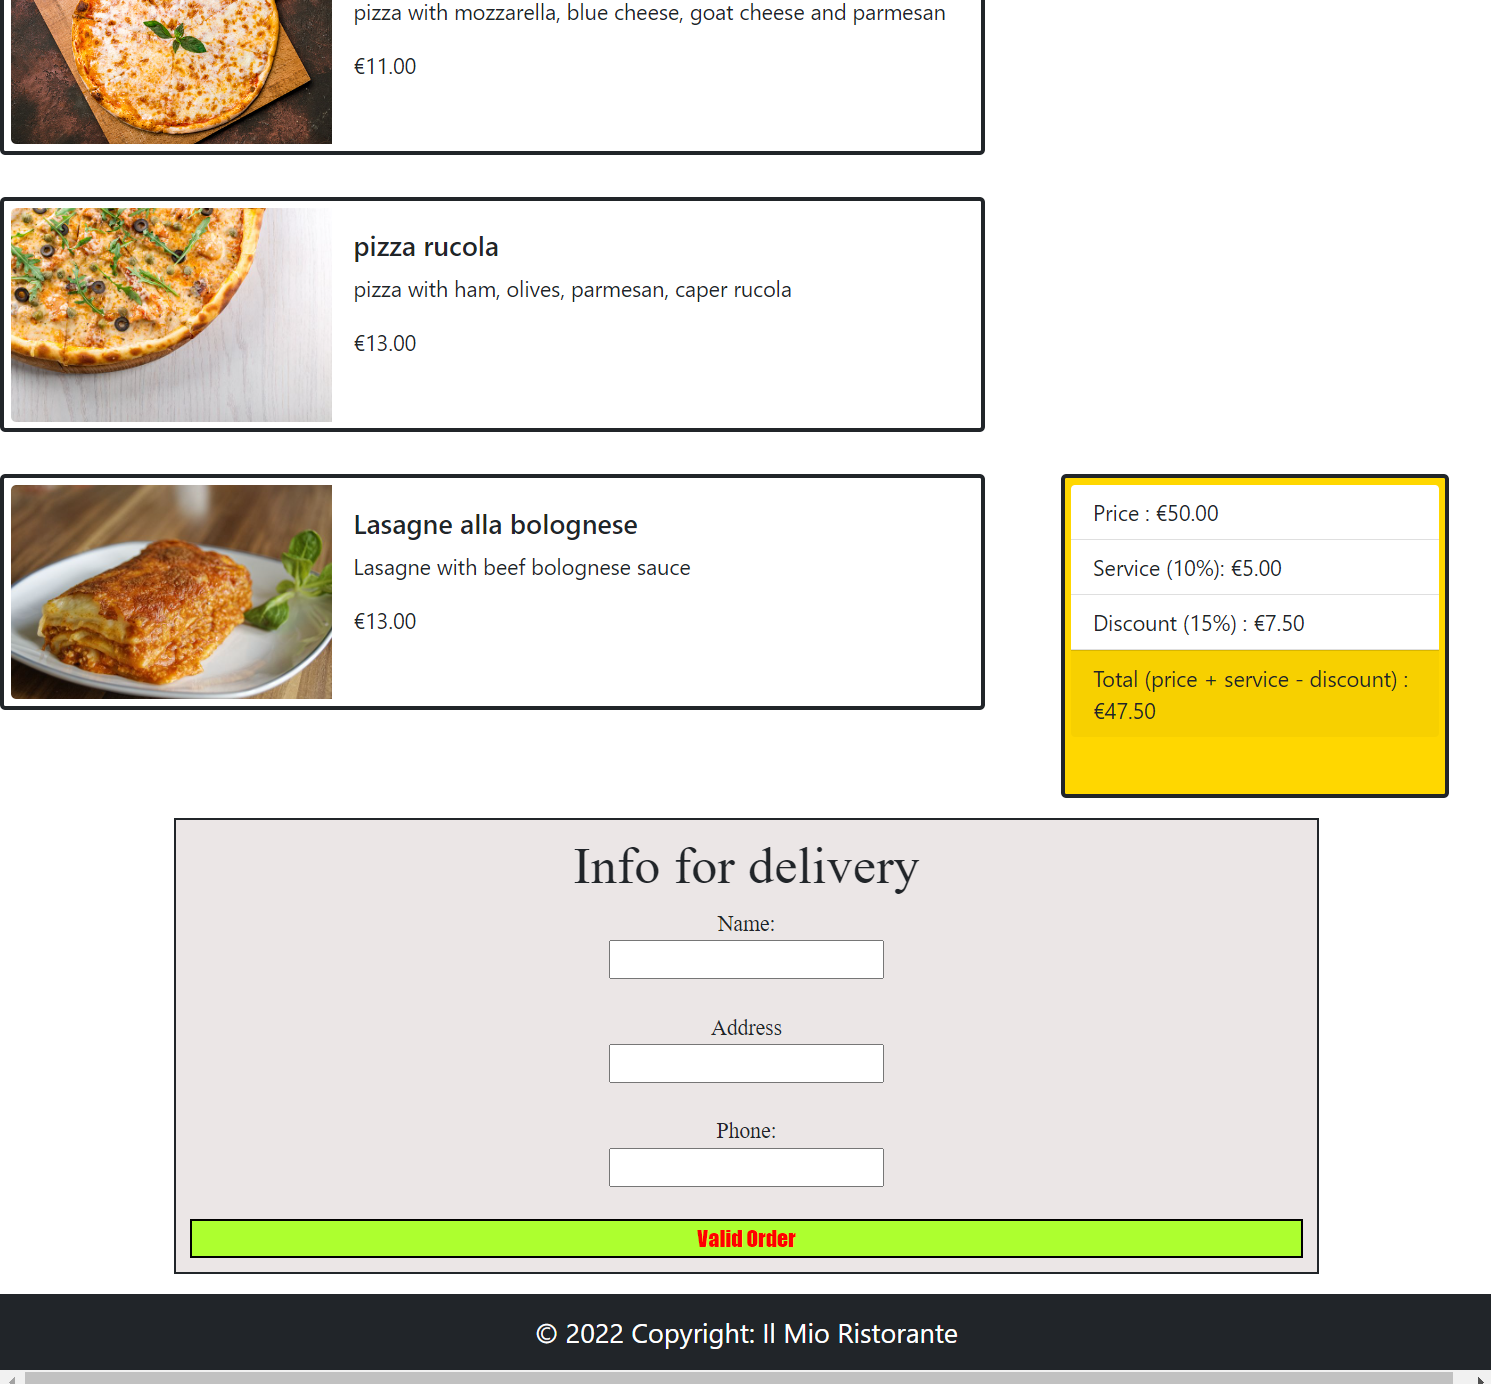 pizza with mozzarella, blue cheese, goat cheese and parmesan
€11.00
pizza rucola
pizza with ham, olives, parmesan, caper rucola
€13.00
Lasagne alla bolognese
Lasagne with beef bolognese sauce
€13.00
Price : €50.00
Service (10%): €5.00
Discount (15%) : €7.50
Total (price + service - discount) :
€47.50
Info for delivery
Name:
Address
Phone:
Valid Order
© 2022 Copyright: Il Mio Ristorante